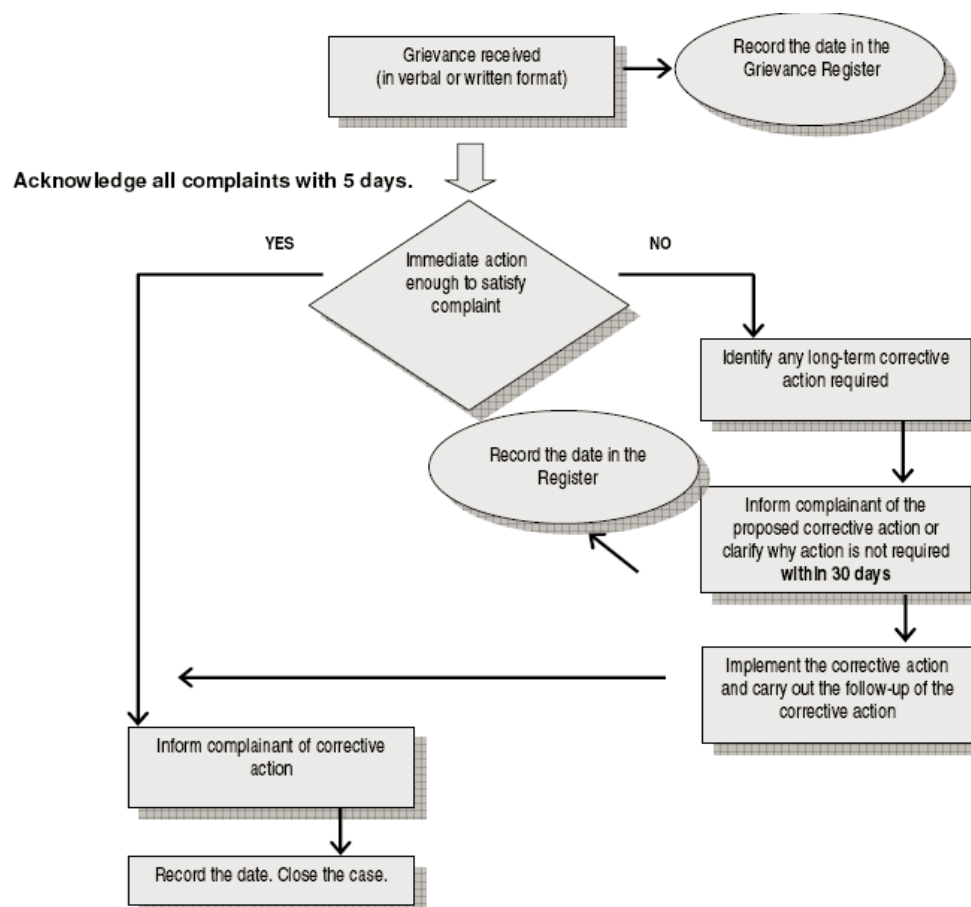 Grievance received
(in verbal or written format)
Record the date in the
Grievance Register
Acknowledge all complaints with 5 days.
YES
NO
Immediate action
enough to satisfy
complaint
Identify any long-term corrective
action required
Record the date in the
Register
Inform complainant of the
proposed corrective action or
clarify why action is not required
within 30 days
Implement the corrective action
and carry out the follow-up of the
corrective action
Inform complainant of corrective
action
Record the date. Close the case.